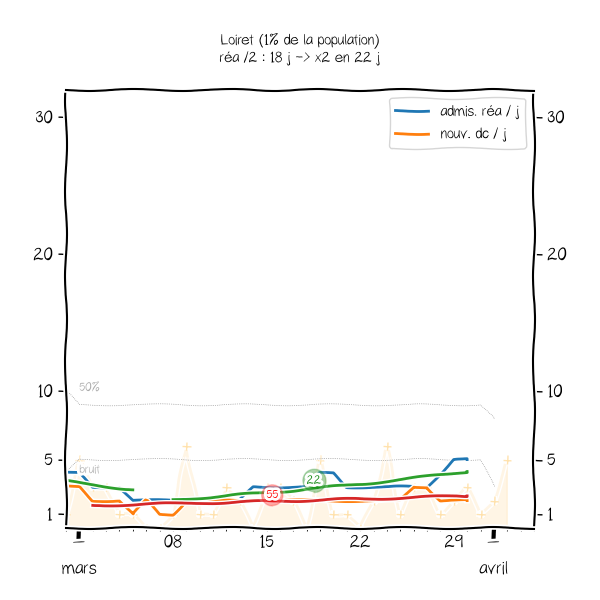 Loiret (1% de la population)
réa /2 : 18 j -> x2 en 22 j
admis. réa / j
nouv. dc / j
30
30
20
20
10
10
50%
5
5
bruit
22
55
1
1
08
15
22
29
mars
avril